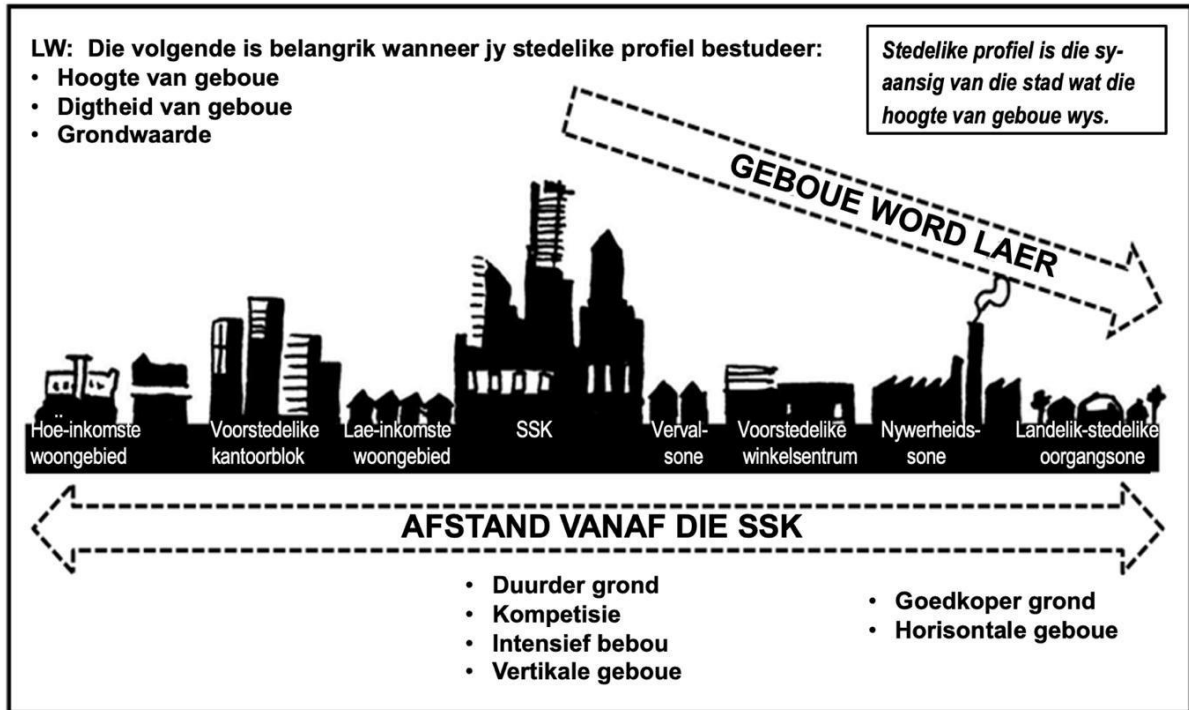 LW: Die volgende is belangrik wanneer jy stedelike profiel bestudeer:
• Hoogte van geboue
• Digtheid van geboue
• Grondwaarde
Stedelike profiel is die sy-
aansig van die stad wat die
hoogte van geboue wys.
GEBOUE WORD LAER
Hoë-inkomste
woongebied
Voorstedelike
kantoorblok
Lae-inkomste
woongebied
SSK
Verval-
sone
Voorstedelike
winkelsentrum
Nywerheids-
sone
Landelik-stedelike
oorgangsone
AFSTAND VANAF DIE SSK
• Duurder grond
• Kompetisie
• Intensief bebou
• Vertikale geboue
• Goedkoper grond
• Horisontale geboue